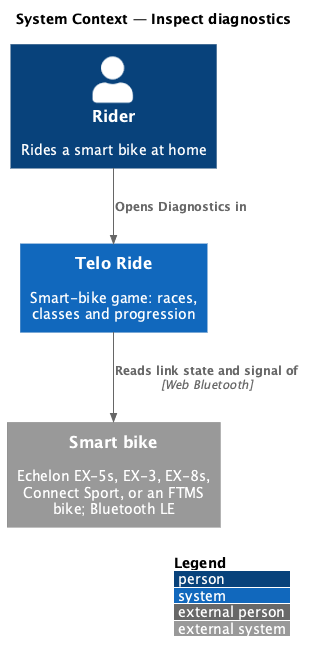 System Context — Inspect diagnostics
Rider
Rides a smart bike at home
Opens Diagnostics in
Telo Ride
Smart-bike game: races,
classes and progression
Reads link state and signal of
[Web Bluetooth]
Smart bike
Echelon EX-5s, EX-3, EX-8s,
Connect Sport, or an FTMS
bike; Bluetooth LE
Legend
person
system
external person
external system